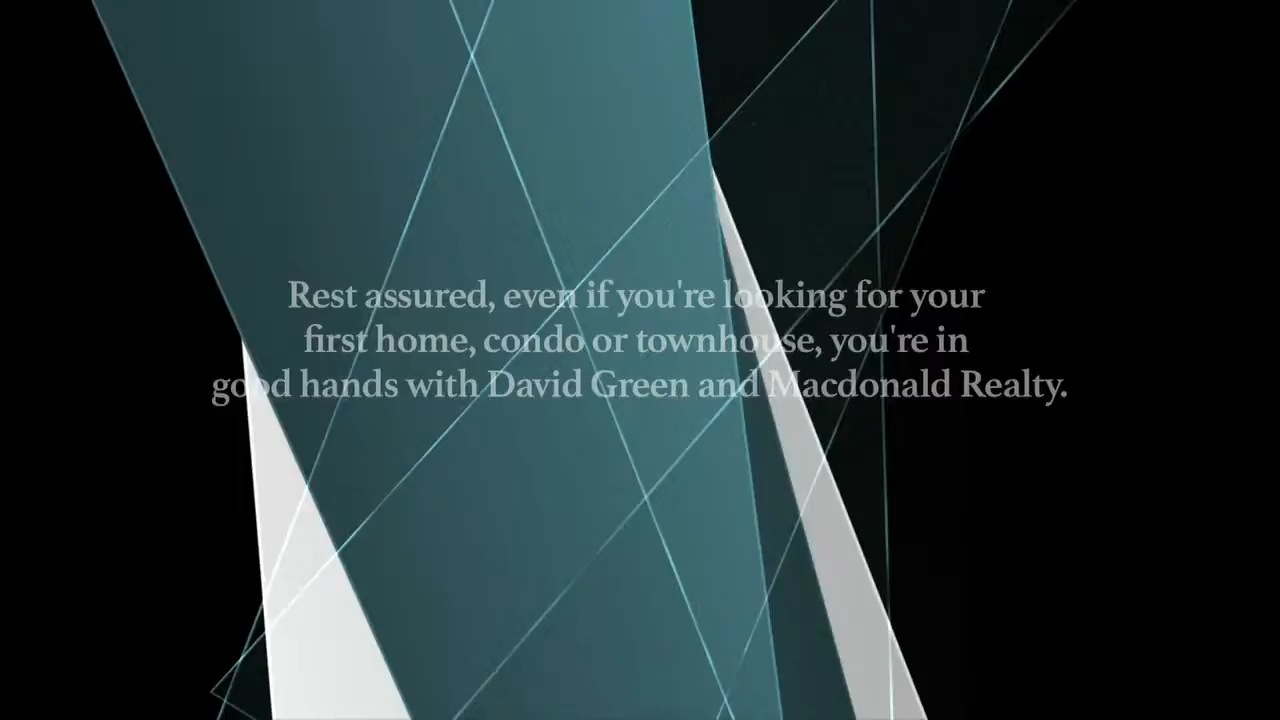 Rest assured, even if you're looking for your
first home, condo or townhouse, you're in
good hands with David Green and Macdonald Realty.